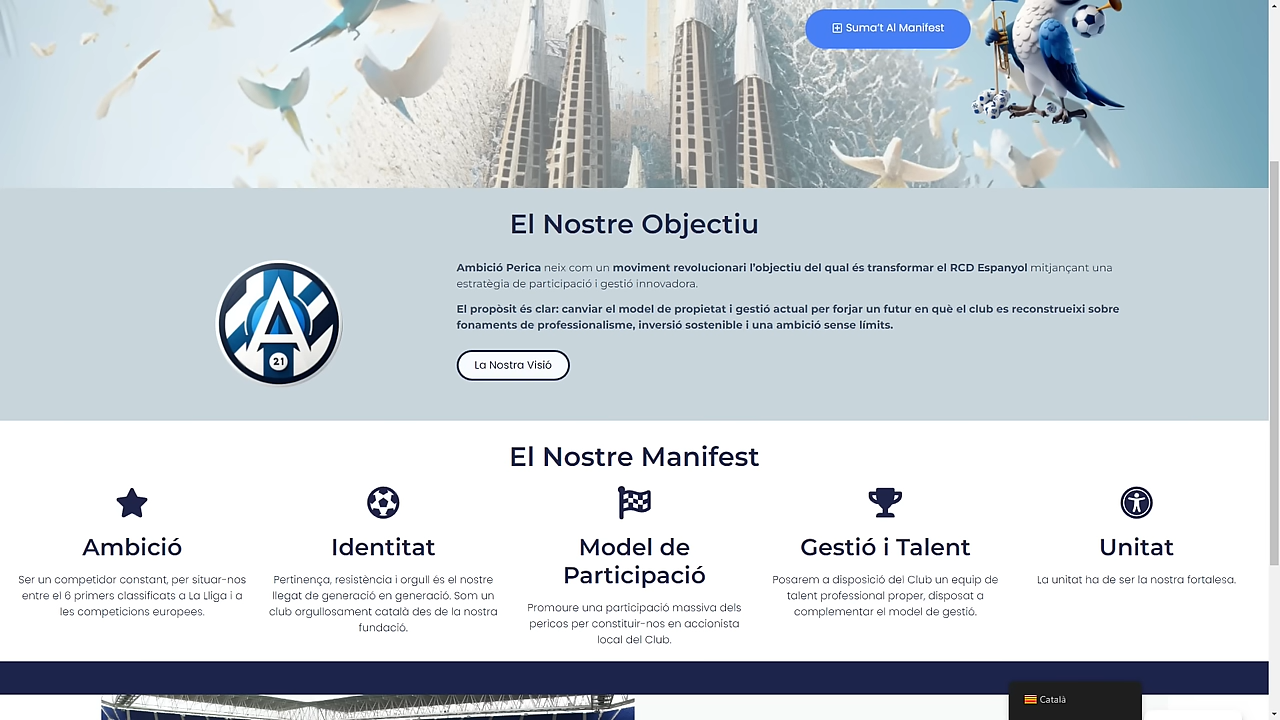 Suma't Al Manifest
El Nostre Objectiu
Ambició Perica neix com un moviment revolucionari l'objectiu del qual és transformar el RCD Espanyol mitjançant una
estratègia de participació i gestió innovadora.
El propòsit és clar: canviar el model de propietat i gestió actual per forjar un futur en què el club es reconstrueixi sobre
fonaments de professionalisme, inversió sostenible i una ambició sense límits.
A
21
La Nostra Visió
El Nostre Manifest
Ambició
Ser un competidor constant, per situar-nos
entre el 6 primers classificats a La Lliga i a
les competicions europees.
Identitat
Pertinença, resistència i orgull és el nostre
llegat de generació en generació. Som un
club orgullosament català des de la nostra
fundació.
Model de
Participació
Promoure una participació massiva dels
pericos per constituir-nos en accionista
local del Club.
Gestió i Talent
Posarem a disposició del Club un equip de
talent professional proper, disposat a
complementar el model de gestió.
Unitat
La unitat ha de ser la nostra fortalesa.
Català